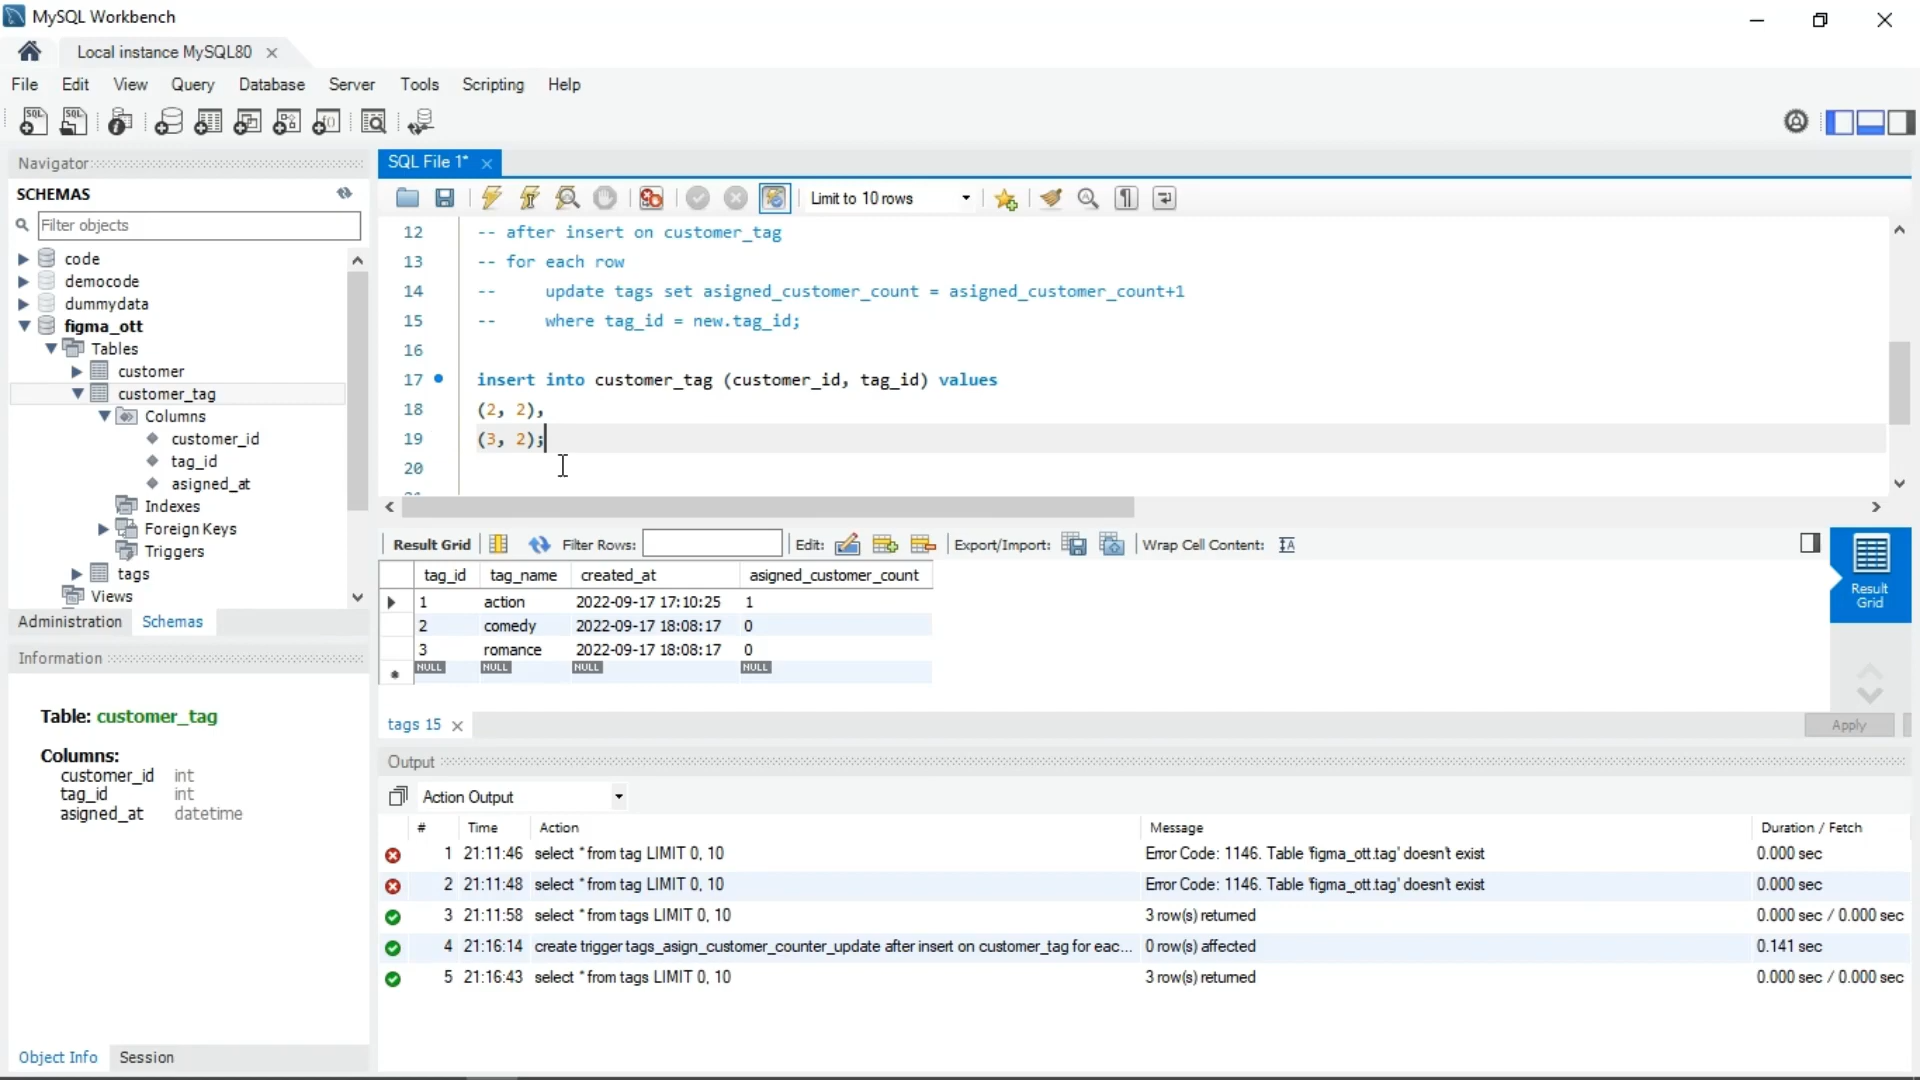 MySQL Workbench
Local instance MySQL80
File Edit View Query Database Server Tools Scripting Help
Navigator
SCHEMAS
Filter objects
code
democode
dummydata
figma_ott
Tables
customer
customer_tag
Columns
customer_id
tag_id
asigned_at
Indexes
Foreign Keys
Triggers
tags
Views
Administration Schemas
Information
Table: customer_tag
Columns:
customer_id int
tag_id int
asigned_at datetime
Object Info Session
SQL File 1*
Limit to 10 rows
12 -- after insert on customer_tag
13 -- for each row
14 -- update tags set asigned_customer_count = asigned_customer_count+1
15 -- where tag_id = new.tag_id;
16
17 insert into customer_tag (customer_id, tag_id) values
18 (2, 2),
19 (3, 2);
20
Result Grid Filter Rows: Edit: Export/Import: Wrap Cell Content:
tag_id tag_name created_at asigned_customer_count
1 action 2022-09-17 17:10:25 1
2 comedy 2022-09-17 18:08:17 0
3 romance 2022-09-17 18:08:17 0
NULL NULL NULL NULL
Result
Grid
tags 15
Apply
Output
Action Output
# Time Action Message Duration / Fetch
1 21:11:46 select * from tag LIMIT 0, 10 Error Code: 1146. Table 'figma_ott.tag' doesn't exist 0.000 sec
2 21:11:48 select * from tag LIMIT 0, 10 Error Code: 1146. Table 'figma_ott.tag' doesn't exist 0.000 sec
3 21:11:58 select * from tags LIMIT 0, 10 3 row(s) returned 0.000 sec / 0.000 sec
4 21:16:14 create trigger tags_asign_customer_counter_update after insert on customer_tag for eac... 0 row(s) affected 0.141 sec
5 21:16:43 select * from tags LIMIT 0, 10 3 row(s) returned 0.000 sec / 0.000 sec